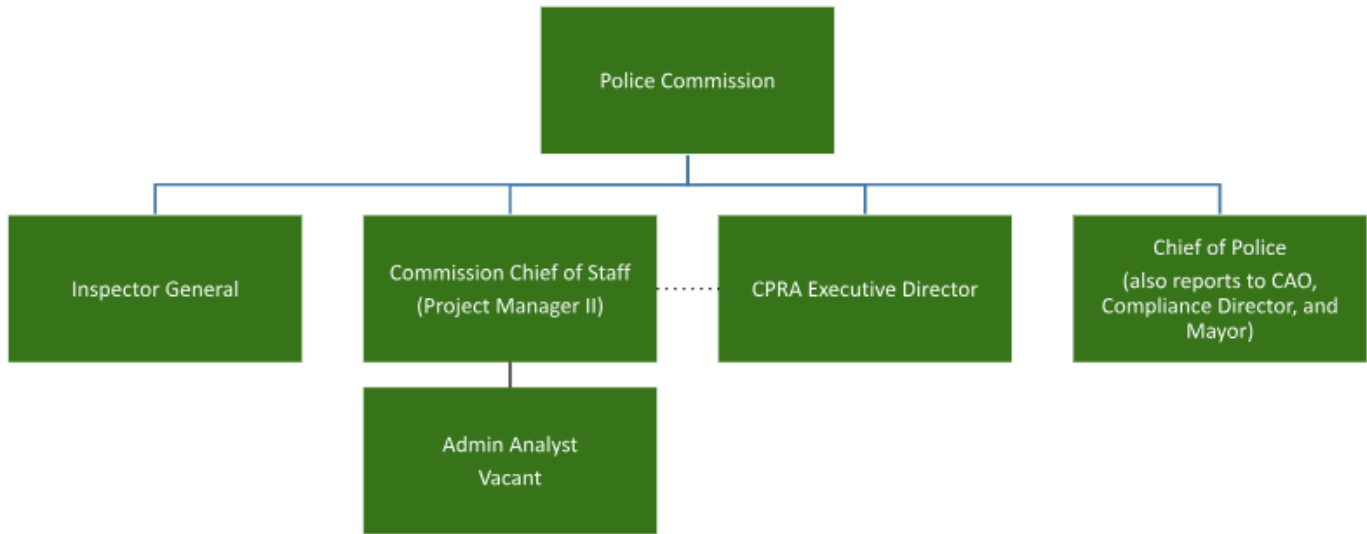 Police Commission
Inspector General
Commission Chief of Staff
(Project Manager II)
CPRA Executive Director
Chief of Police
(also reports to CAO,
Compliance Director, and
Mayor)
Admin Analyst
Vacant